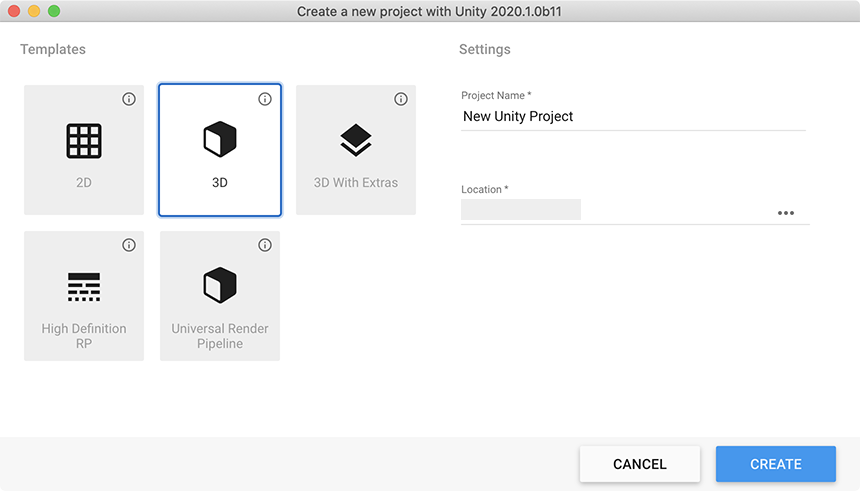 Create a new project with Unity 2020.1.0b11
Templates
2D
3D
3D With Extras
High Definition
RP
Universal Render
Pipeline
Settings
Project Name *
New Unity Project
Location *
CANCEL
CREATE